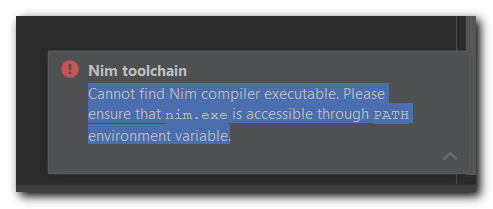 Nim toolchain
Cannot find Nim compiler executable. Please
ensure that nim.exe is accessible through PATH
environment variable.